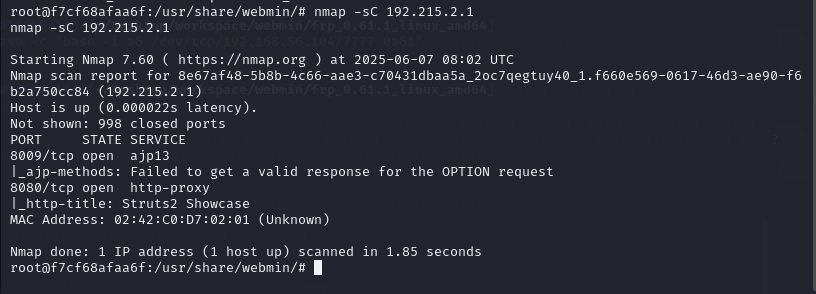 root@f7cf68afaa6f:/usr/share/webmin/# nmap -sC 192.215.2.1
nmap -sC 192.215.2.1
Starting Nmap 7.60 ( https://nmap.org ) at 2025-06-07 08:02 UTC
Nmap scan report for 8e67af48-5b8b-4c66-aae3-c70431dbaa5a_2oc7qegtuy40_1.f660e569-0617-46d3-ae90-f6
b2a750cc84 (192.215.2.1)
Host is up (0.000022s latency).
Not shown: 998 closed ports
PORT     STATE SERVICE
8009/tcp open  ajp13
|_ajp-methods: Failed to get a valid response for the OPTION request
8080/tcp open  http-proxy
|_http-title: Struts2 Showcase
MAC Address: 02:42:C0:D7:02:01 (Unknown)
Nmap done: 1 IP address (1 host up) scanned in 1.85 seconds
root@f7cf68afaa6f:/usr/share/webmin/#